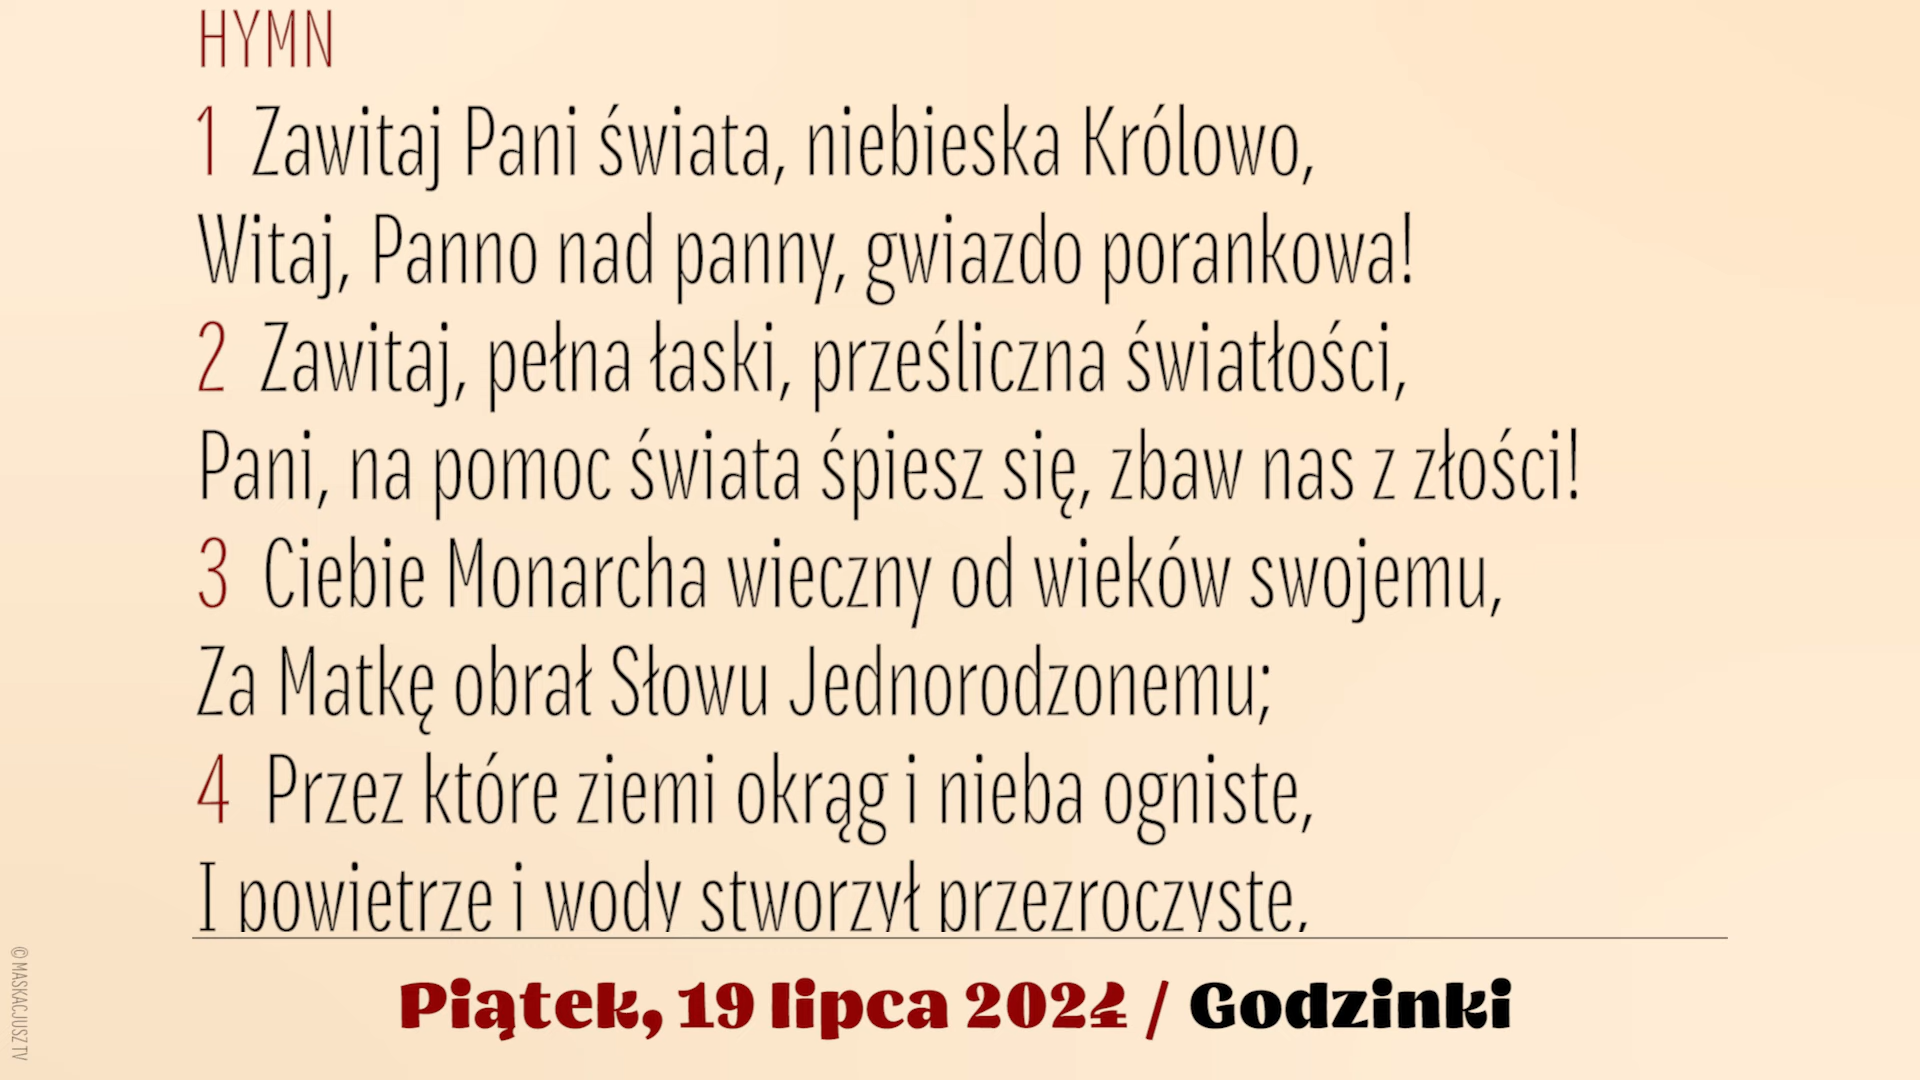 HYMN
1 Zawitaj Pani świata, niebieska Królowo,
Witaj, Panno nad panny, gwiazdo porankowa!
2 Zawitaj, pełna łaski, prześliczna światłości,
Pani, na pomoc świata śpiesz się, zbaw nas z złości!
3 Ciebie Monarcha wieczny od wieków swojemu,
Za Matkę obrał Słowu Jednorodzonemu;
4 Przez które ziemi okrąg i nieba ogniste,
I powietrze i wody stworzył przezroczyste,
Piątek, 19 lipca 2024 / Godzinki
© MASKACJUSZ TV